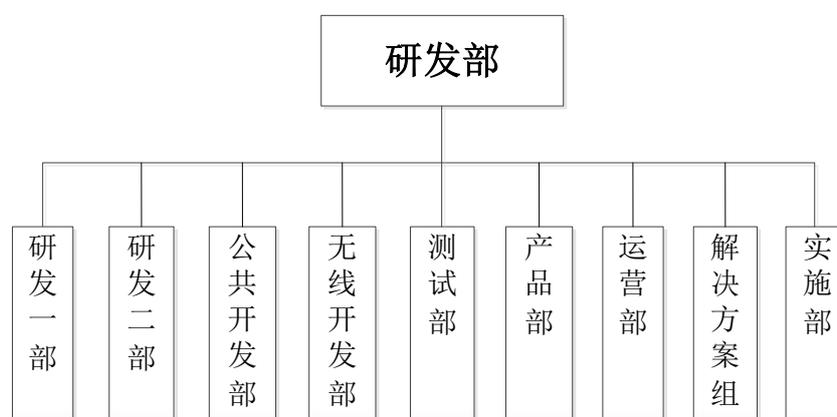 研发部
研发一部
研发二部
公共开发部
无线开发部
测试部
产品部
运营部
解决方案组
实施部